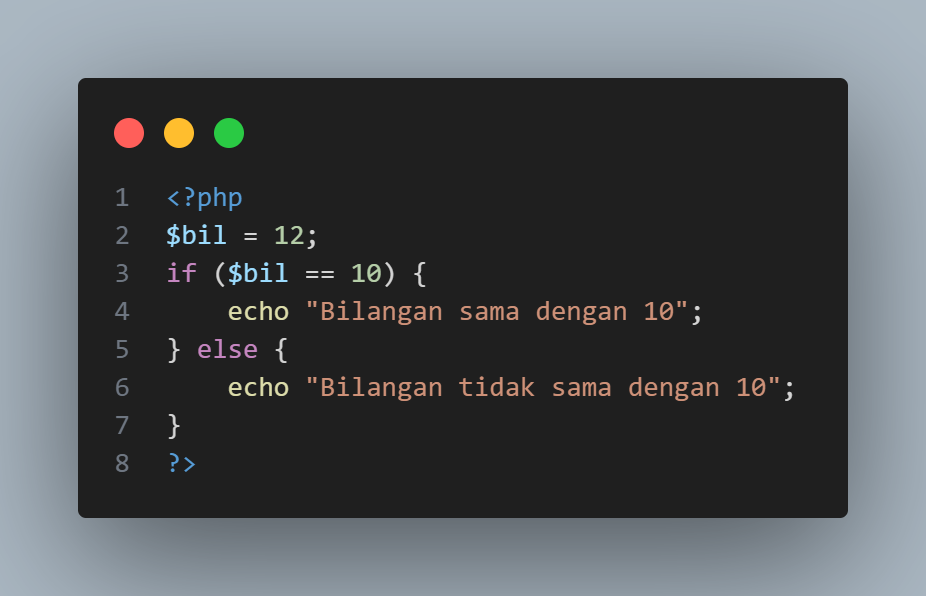 1 <?php
2 $bil = 12;
3 if ($bil == 10) {
4     echo "Bilangan sama dengan 10";
5 } else {
6     echo "Bilangan tidak sama dengan 10";
7 }
8 ?>